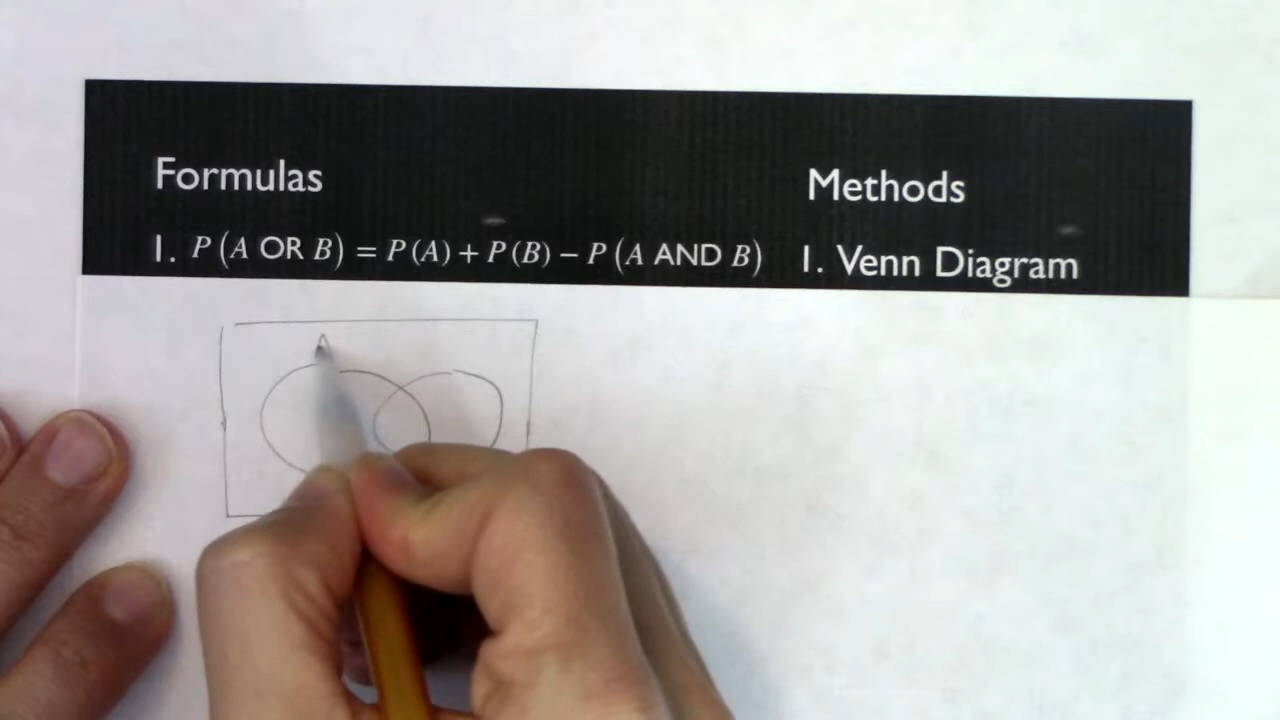 Formulas
Methods
1. P(A OR B) = P(A) + P(B) − P(A AND B)
1. Venn Diagram
A